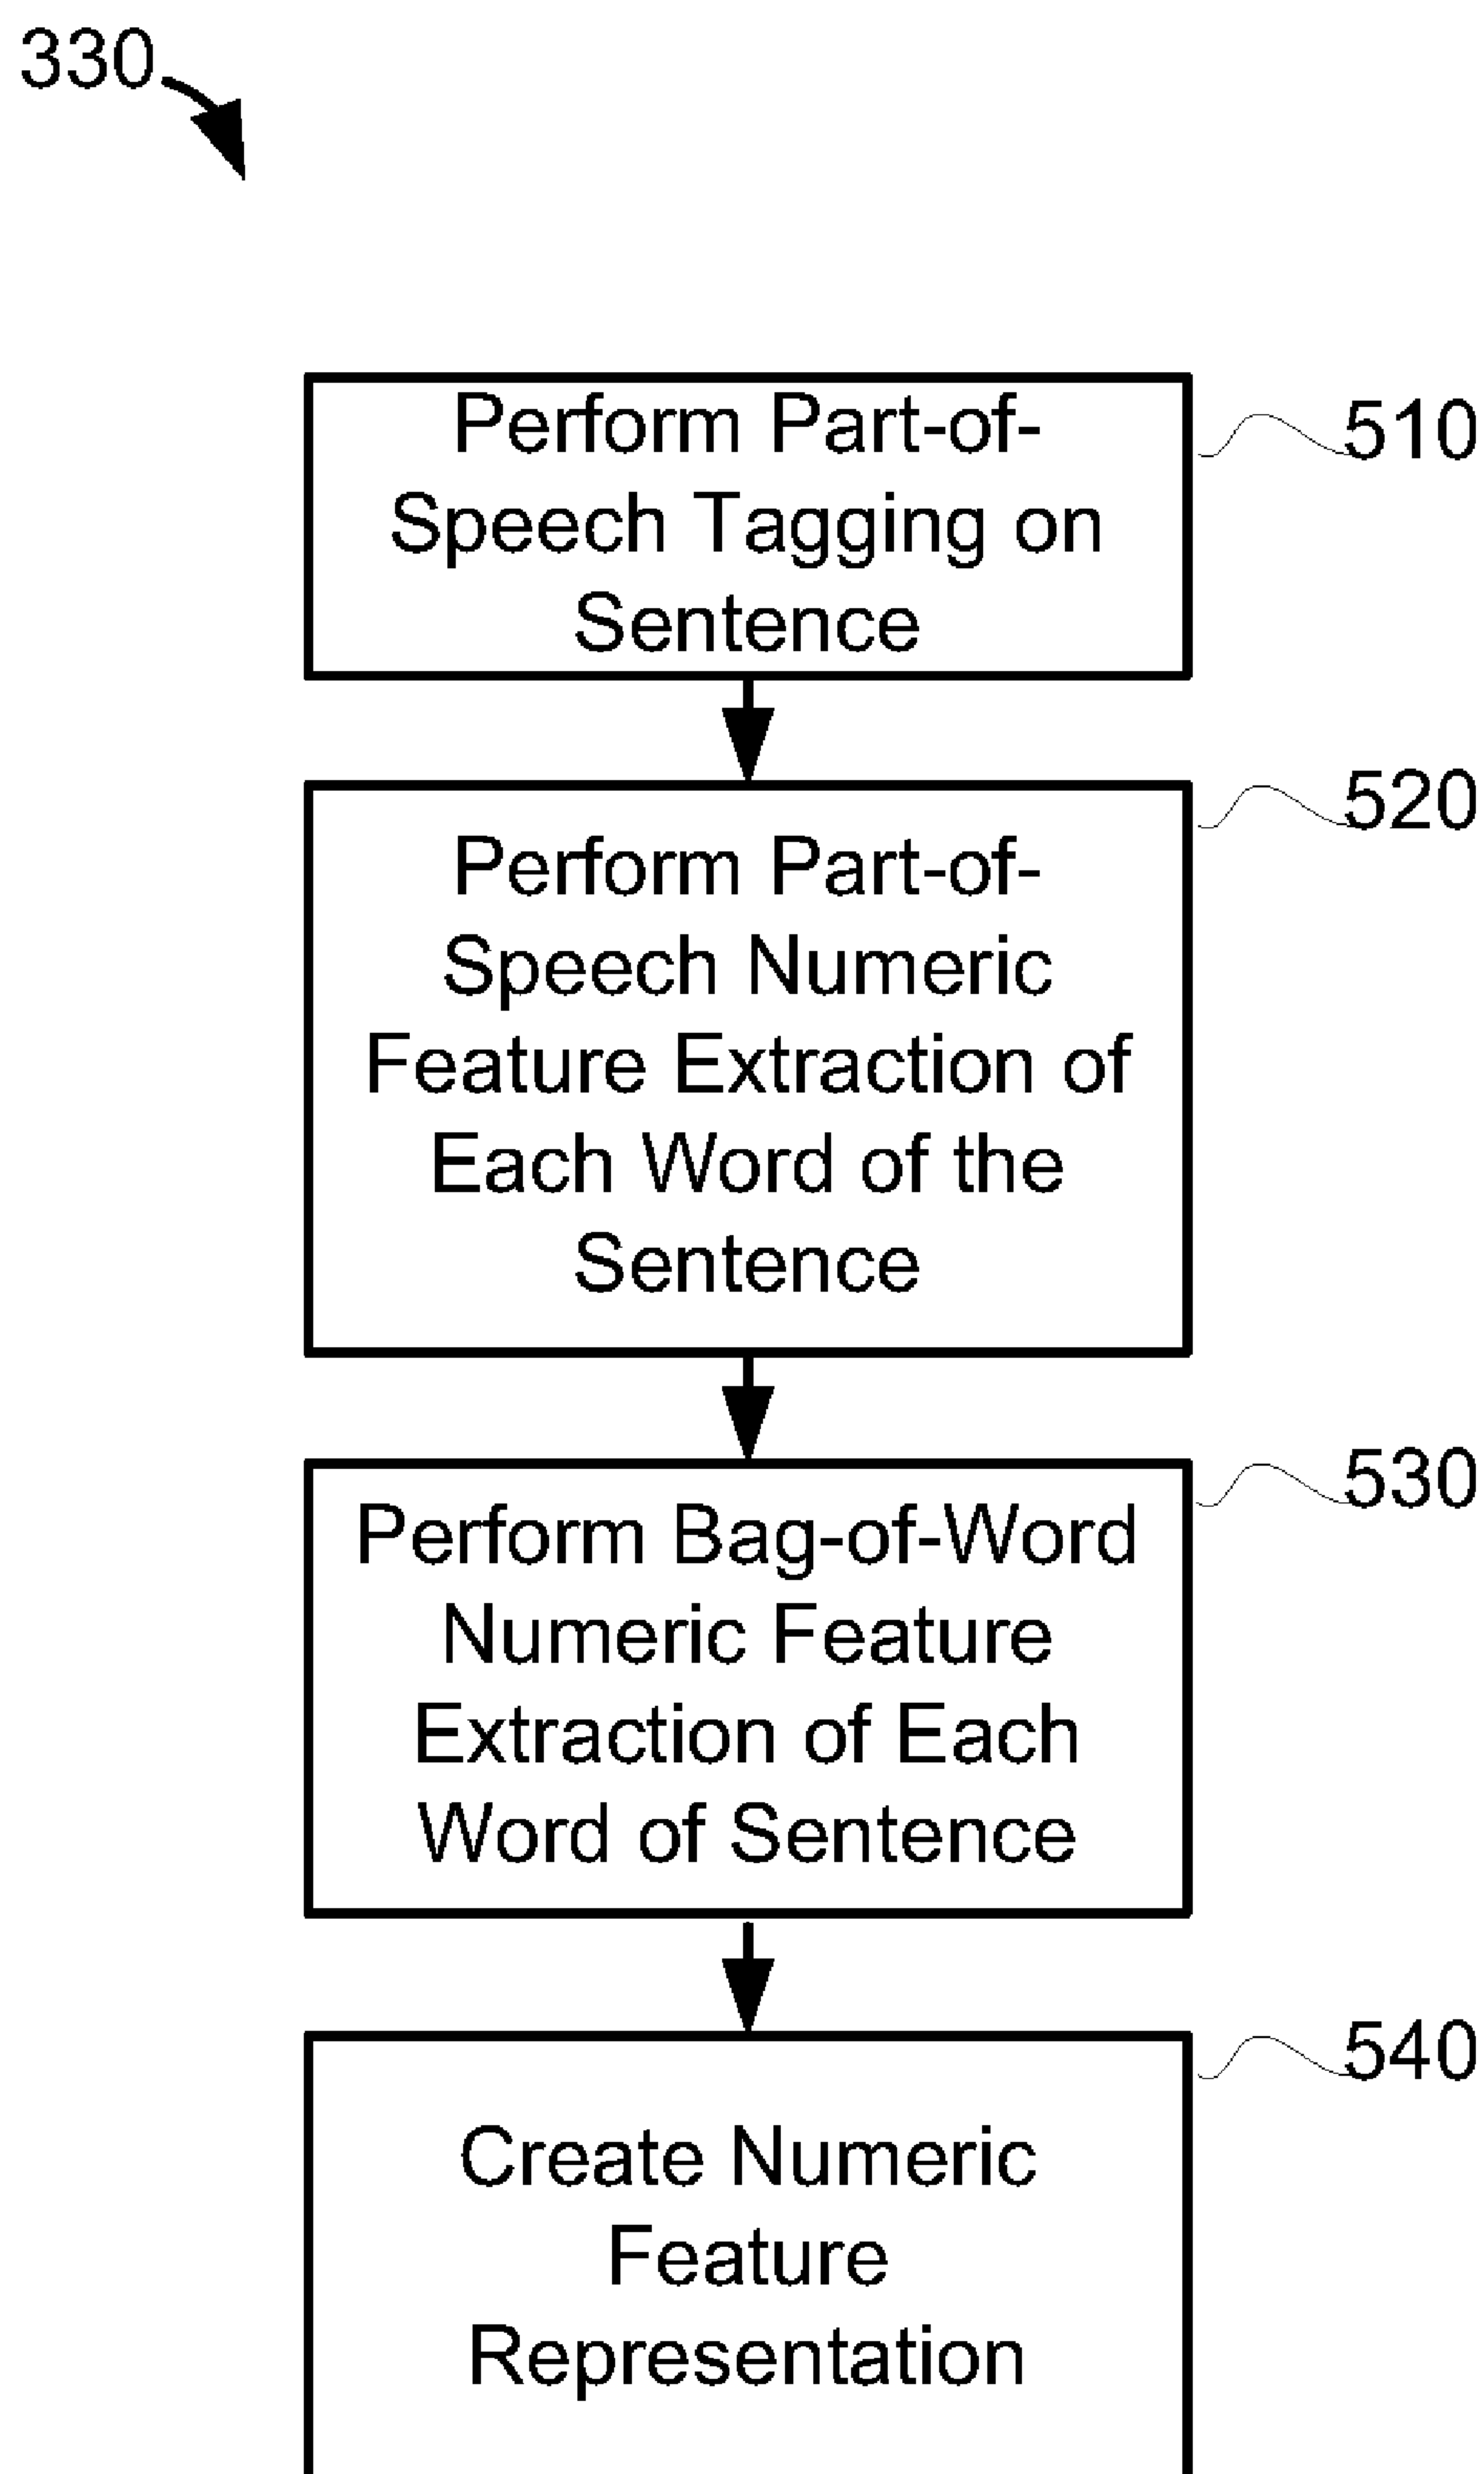 330
Perform Part-of-
Speech Tagging on
Sentence
510
Perform Part-of-
Speech Numeric
Feature Extraction of
Each Word of the
Sentence
520
Perform Bag-of-Word
Numeric Feature
Extraction of Each
Word of Sentence
530
Create Numeric
Feature
Representation
540